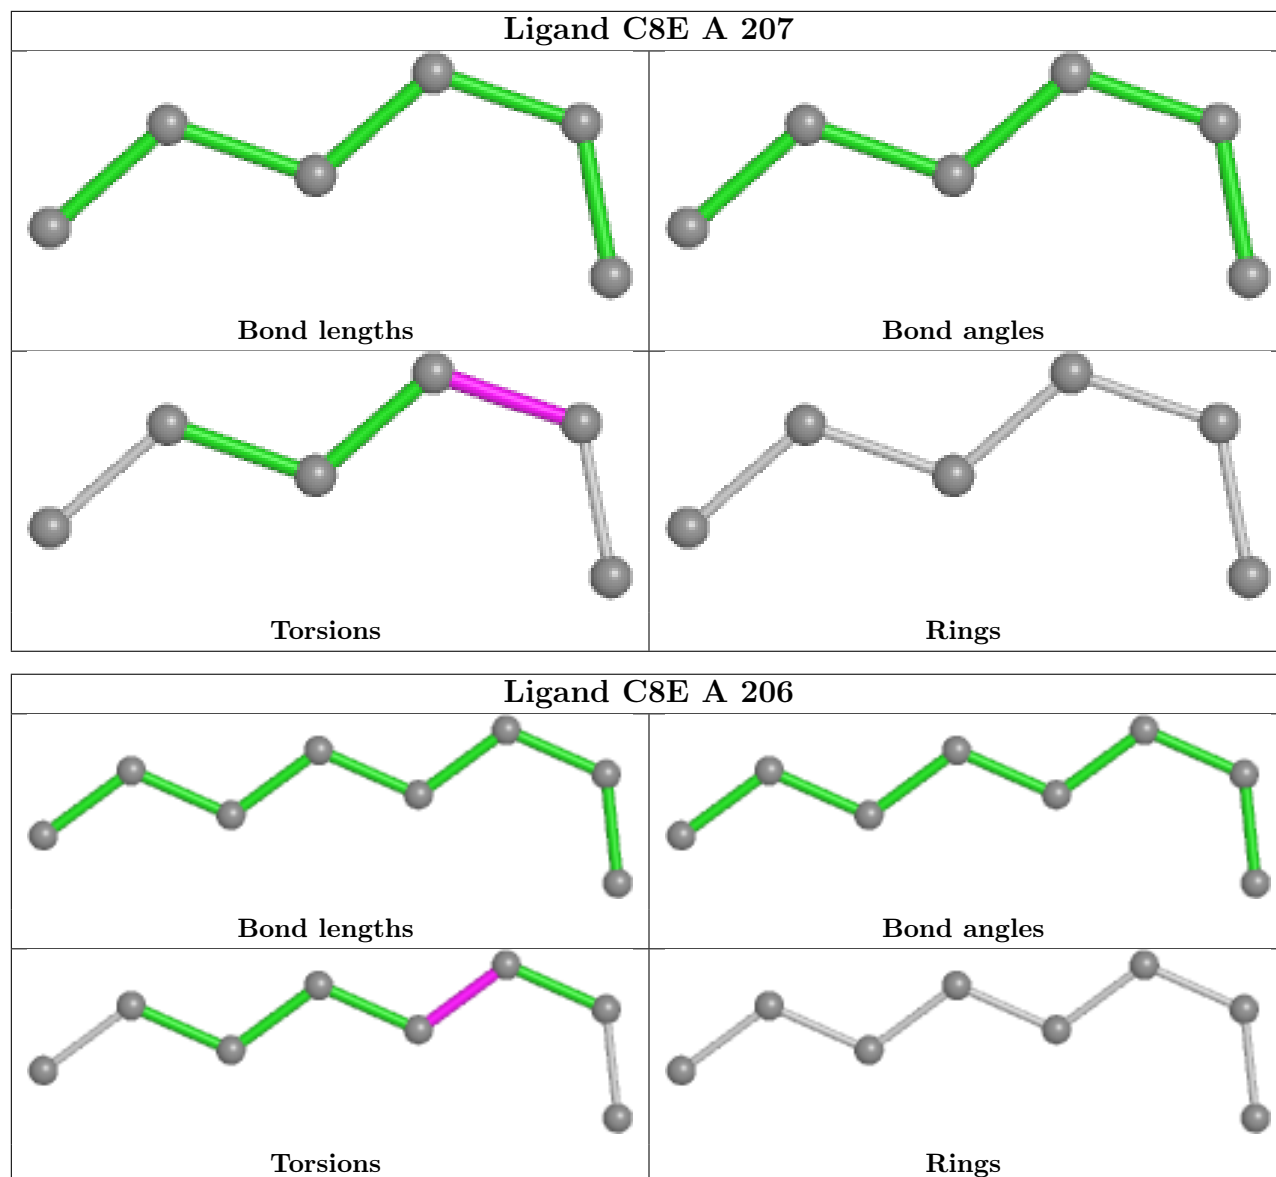 Ligand C8E A 207
Bond lengths
Bond angles
Torsions
Rings
Ligand C8E A 206
Bond lengths
Bond angles
Torsions
Rings